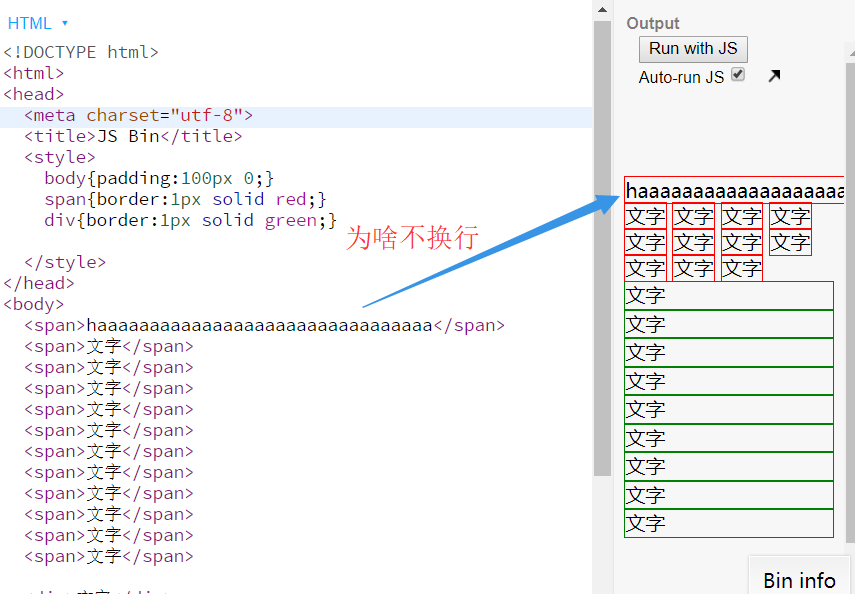 HTML
<!DOCTYPE html>
<html>
<head>
<meta charset="utf-8">
<title>JS Bin</title>
<style>
body{padding:100px 0;}
span{border:1px solid red;}
div{border:1px solid green;}
为啥不换行
</style>
</head>
<body>
<span>haaaaaaaaaaaaaaaaaaaaaaaaaaaaaaaa</span>
<span>文字</span>
<span>文字</span>
<span>文字</span>
<span>文字</span>
<span>文字</span>
<span>文字</span>
<span>文字</span>
<span>文字</span>
<span>文字</span>
<span>文字</span>
<span>文字</span>
Output
Run with JS
Auto-run JS
haaaaaaaaaaaaaaaaaaa
文字 文字 文字 文字
文字 文字 文字 文字
文字 文字 文字
文字
文字
文字
文字
文字
文字
文字
文字
文字
Bin info